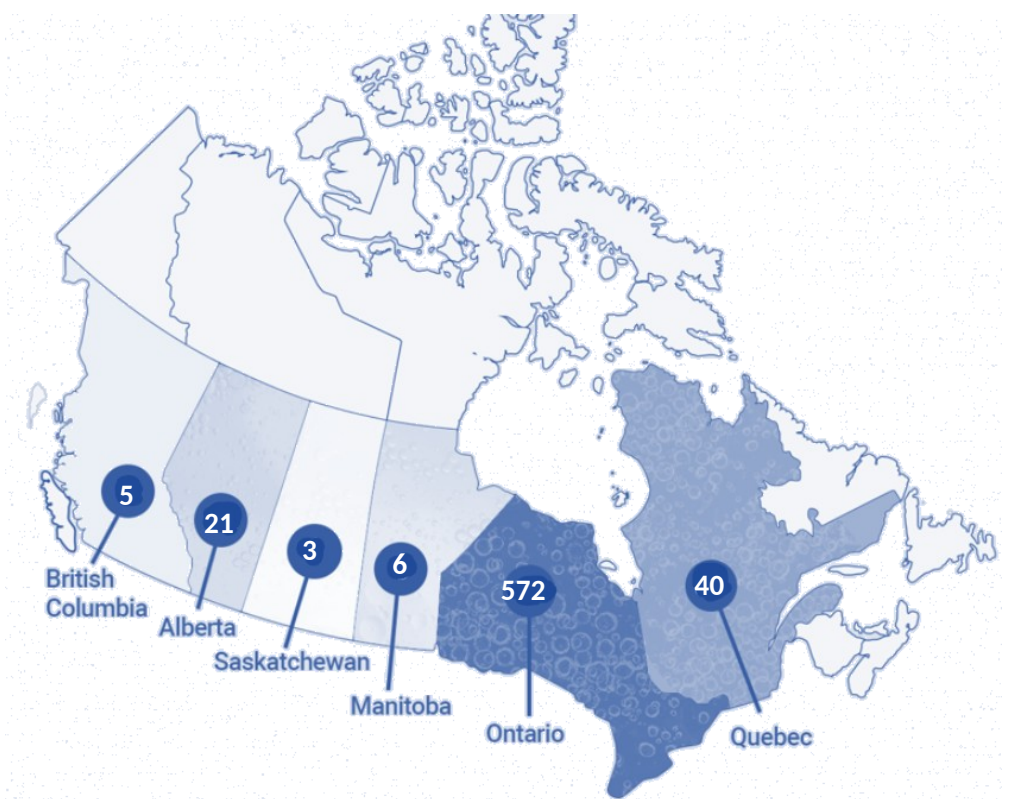 5
British
Columbia
21
Alberta
3
Saskatchewan
6
Manitoba
572
Ontario
40
Quebec